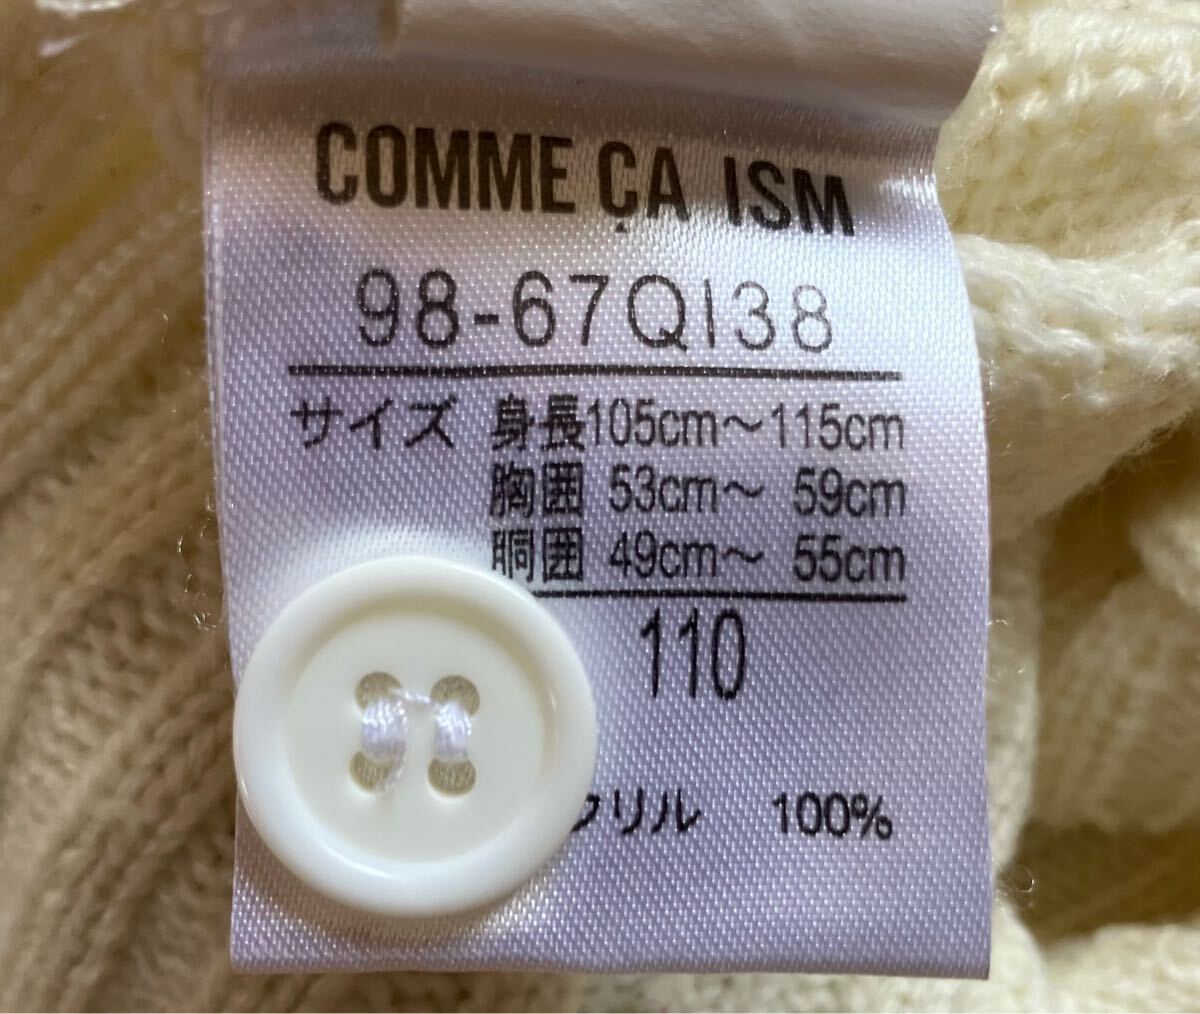 COMME ÇA ISM
98-67QI38
サイズ 身長105cm～115cm
胸囲 53cm～ 59cm
胴囲 49cm～ 55cm
110
クリル 100%